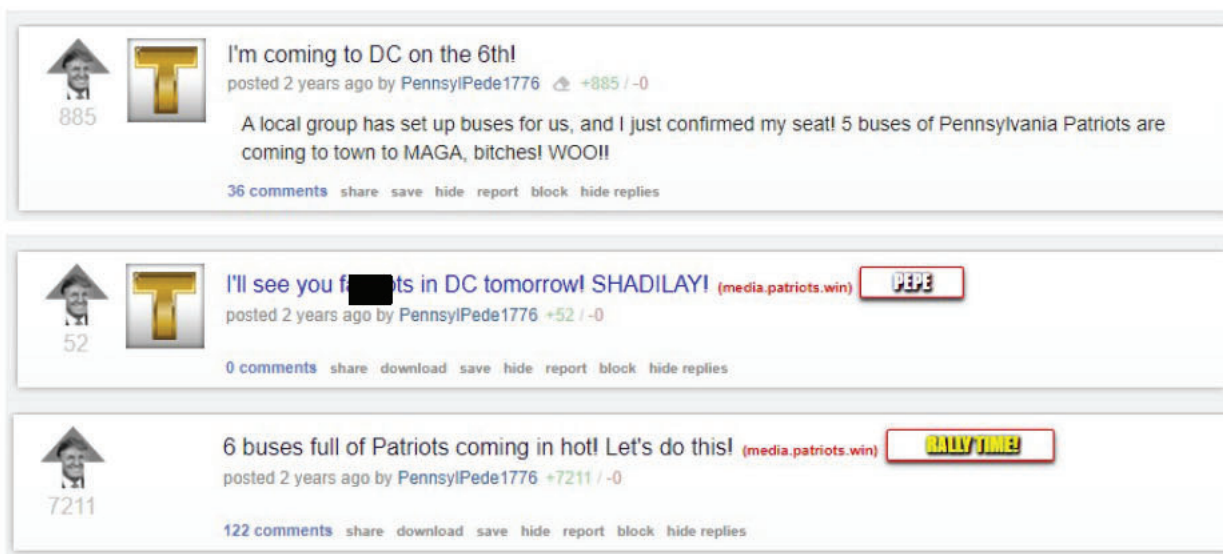 I'm coming to DC on the 6th!
posted 2 years ago by PennsylPede1776 +885 / -0
885
T
A local group has set up buses for us, and I just confirmed my seat! 5 buses of Pennsylvania Patriots are
coming to town to MAGA, bitches! WOO!!
36 comments share save hide report block hide replies
I'll see you fa ots in DC tomorrow! SHADILAY! (media.patriots.win) PEPE
posted 2 years ago by PennsylPede1776 +52 / -0
52
T
0 comments share download save hide report block hide replies
6 buses full of Patriots coming in hot! Let's do this! (media.patriots.win) RALLY TIME!
posted 2 years ago by PennsylPede1776 +7211 / -0
7211
122 comments share download save hide report block hide replies